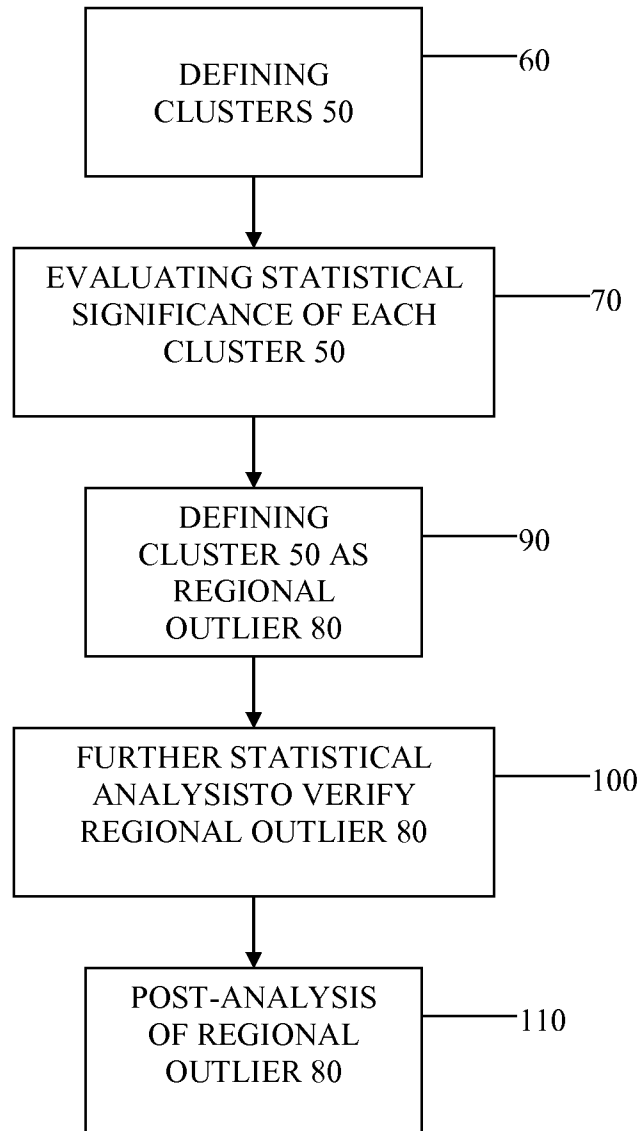 DEFINING
CLUSTERS 50
60
EVALUATING STATISTICAL
SIGNIFICANCE OF EACH
CLUSTER 50
70
DEFINING
CLUSTER 50 AS
REGIONAL
OUTLIER 80
90
FURTHER STATISTICAL
ANALYSISTO VERIFY
REGIONAL OUTLIER 80
100
POST-ANALYSIS
OF REGIONAL
OUTLIER 80
110